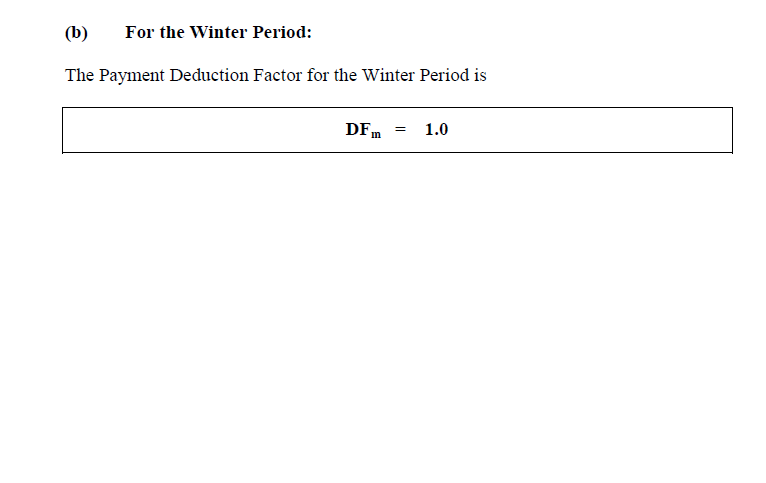 (b) For the Winter Period:
The Payment Deduction Factor for the Winter Period is
DFm = 1.0